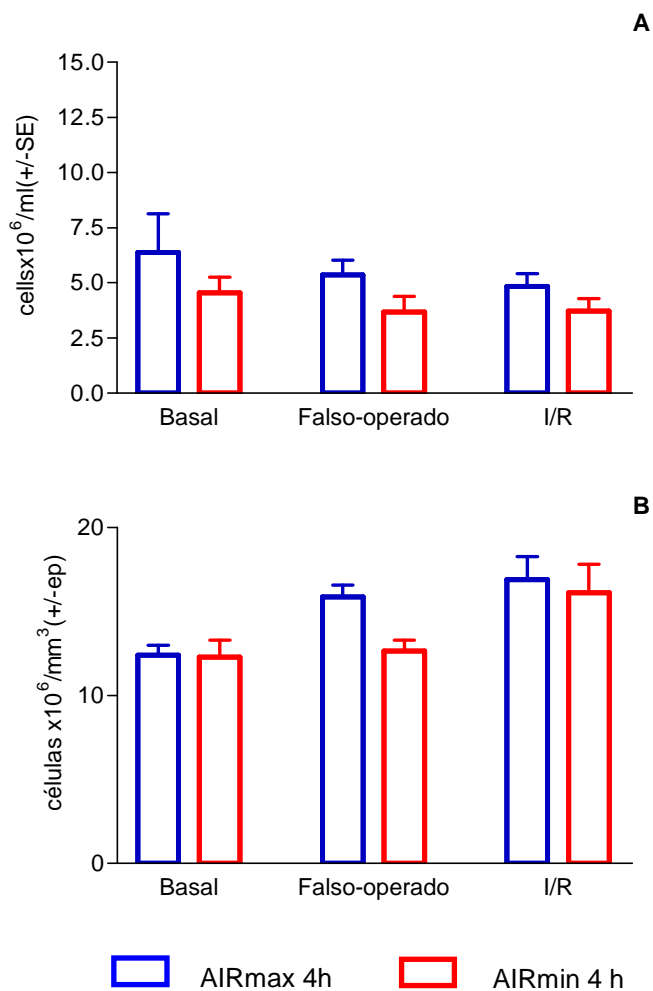 A
cellsx10⁶/ml(+/-SE)
15.0
12.5
10.0
7.5
5.0
2.5
0.0
Basal Falso-operado I/R
B
células x10⁶/mm³(+/-ep)
20
10
0
Basal Falso-operado I/R
AIRmax 4h AIRmin 4 h